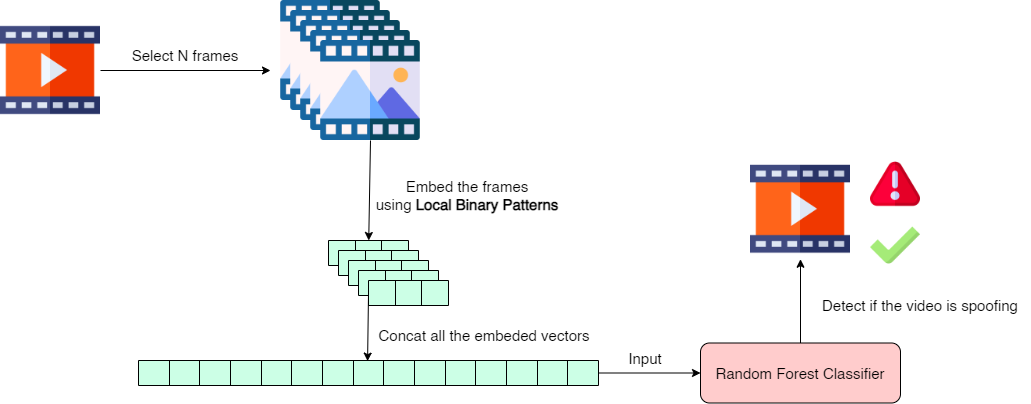 Select N frames
Embed the frames
using Local Binary Patterns
Concat all the embeded vectors
Input
Random Forest Classifier
Detect if the video is spoofing